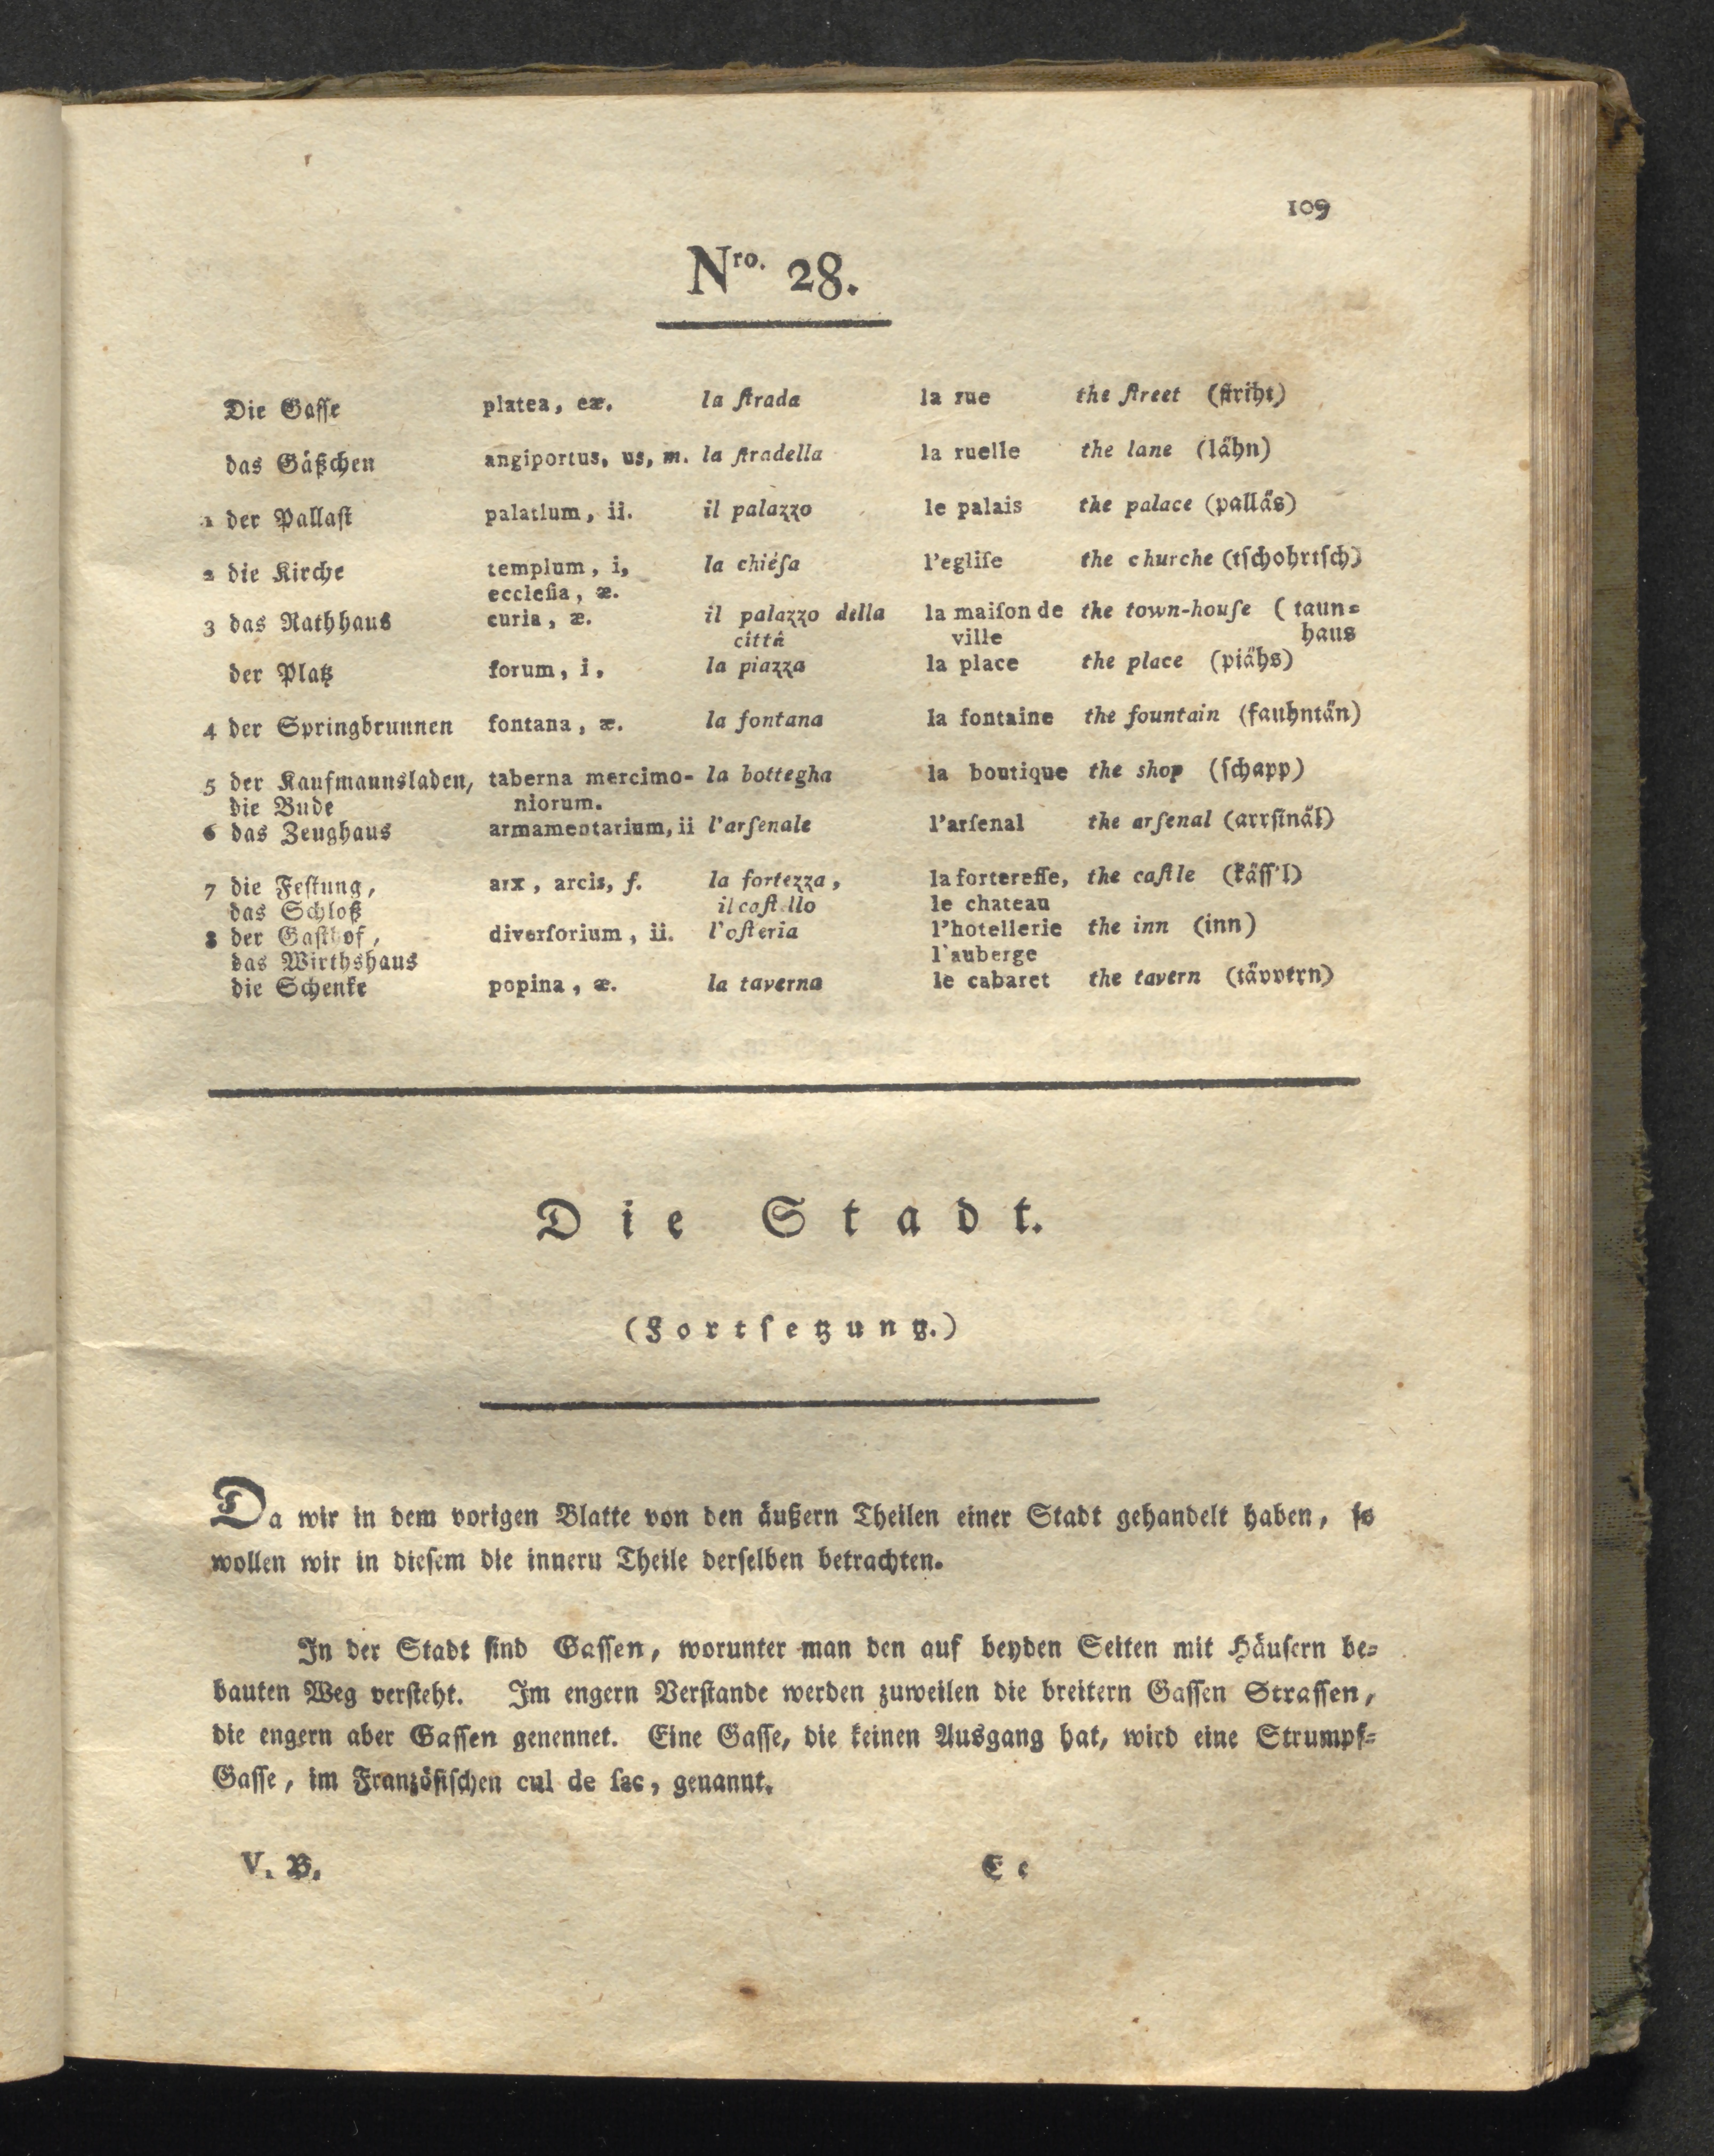 109
Nro. 28.
Die Gaſſe platea, eæ. la ſtrada la rue the ſtreet (ſtriht)
das Gäßchen angiportus, us, m. la ſtradella la ruelle the lane (lähn)
1 der Pallaſt palatium, ii. il palazzo le palais the palace (palläs)
2 die Kirche templum, i, la chiéſa l'egliſe the churche (tſchohrtſch)
eccleſia, æ.
3 das Rathhaus curia, æ. il palazzo della la maiſon de the town-houſe (taun=
cittá ville haus
der Platz forum, i, la piazza la place the place (piähs)
4 der Springbrunnen fontana, æ. la fontana la fontaine the fountain (fauhntän)
5 der Kaufmannsladen, taberna mercimo- la bottegha la boutique the shop (ſchapp)
die Bude niorum.
6 das Zeughaus armamentarium, ii l'arſenale l'arſenal the arſenal (arrſinäl)
7 die Feſtung, arx, arcis, f. la fortezza, la fortereſſe, the caſtle (käſſ'l)
das Schloß il caſtello le chateau
8 der Gaſthof, diverſorium, ii. l'oſteria l'hotellerie the inn (inn)
das Wirthshaus l'auberge
die Schenke popina, æ. la taverna le cabaret the tavern (tävvern)
Die Stadt.
(Fortſetzung.)
Da wir in dem vorigen Blatte von den äußern Theilen einer Stadt gehandelt haben, ſo
wollen wir in dieſem die innern Theile derſelben betrachten.
In der Stadt ſind Gaſſen, worunter man den auf beyden Seiten mit Häuſern be=
bauten Weg verſteht. Im engern Verſtande werden zuweilen die breitern Gaſſen Straſſen,
die engern aber Gaſſen genennet. Eine Gaſſe, die keinen Ausgang hat, wird eine Strumpf=
Gaſſe, im Franzöſiſchen cul de ſac, genannt.
V. B. E e